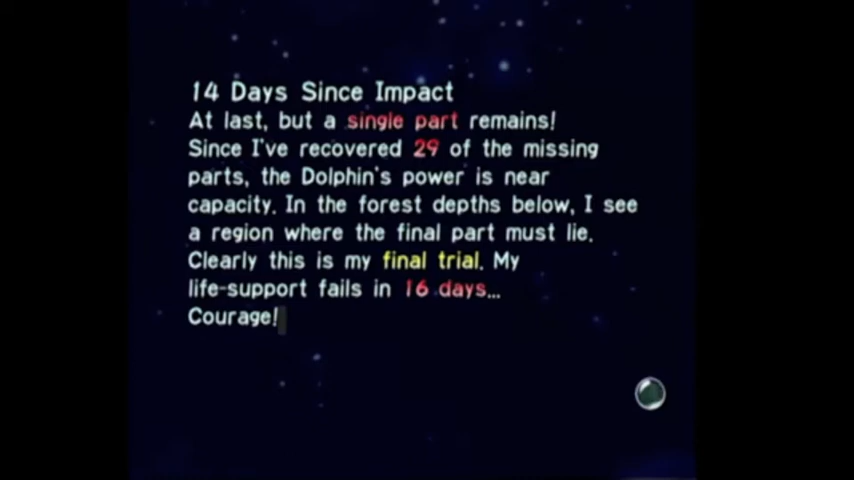 14 Days Since Impact
At last, but a single part remains!
Since I've recovered 29 of the missing
parts, the Dolphin's power is near
capacity. In the forest depths below, I see
a region where the final part must lie.
Clearly this is my final trial. My
life-support fails in 16 days...
Courage!